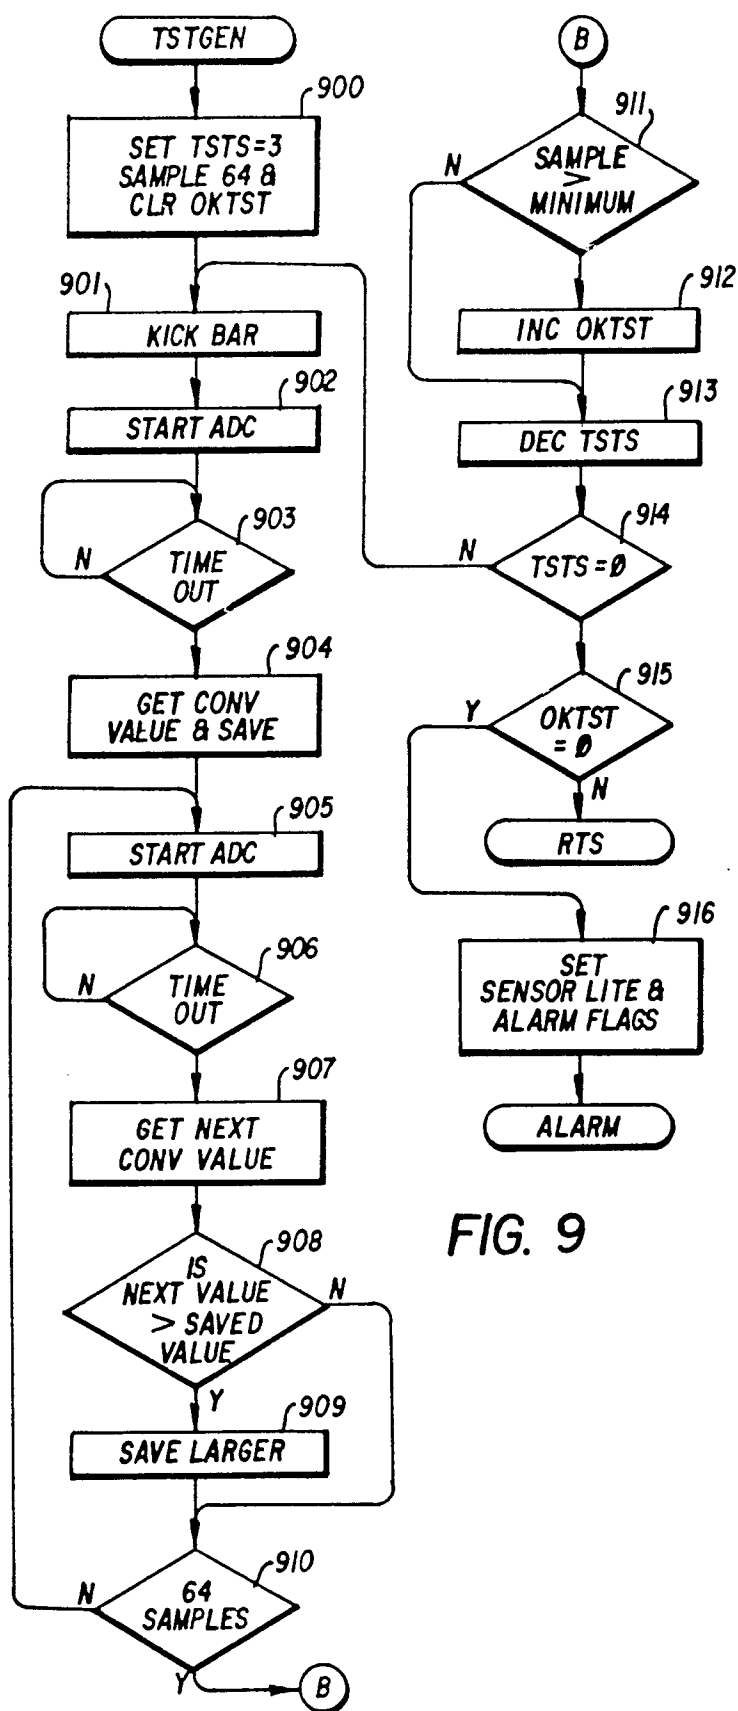 TSTGEN
900
SET TSTS=3
SAMPLE 64 &
CLR OKTST
901
KICK BAR
902
START ADC
903
N
TIME
OUT
904
GET CONV
VALUE & SAVE
905
START ADC
906
N
TIME
OUT
907
GET NEXT
CONV VALUE
908
IS
NEXT VALUE
> SAVED
VALUE
N
Y
909
SAVE LARGER
910
N
64
SAMPLES
Y
B
B
911
N
SAMPLE
>
MINIMUM
912
INC OKTST
913
DEC TSTS
914
N
TSTS=Ø
915
Y
OKTST
=Ø
N
RTS
916
SET
SENSOR LITE &
ALARM FLAGS
ALARM
FIG. 9